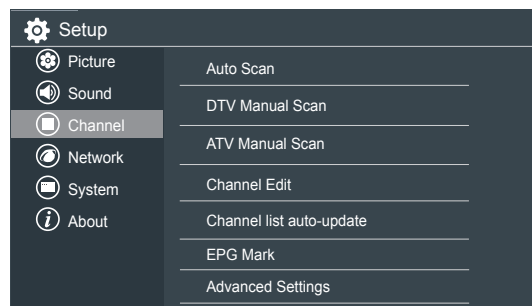 Setup
Picture
Sound
Channel
Network
System
About
Auto Scan
DTV Manual Scan
ATV Manual Scan
Channel Edit
Channel list auto-update
EPG Mark
Advanced Settings